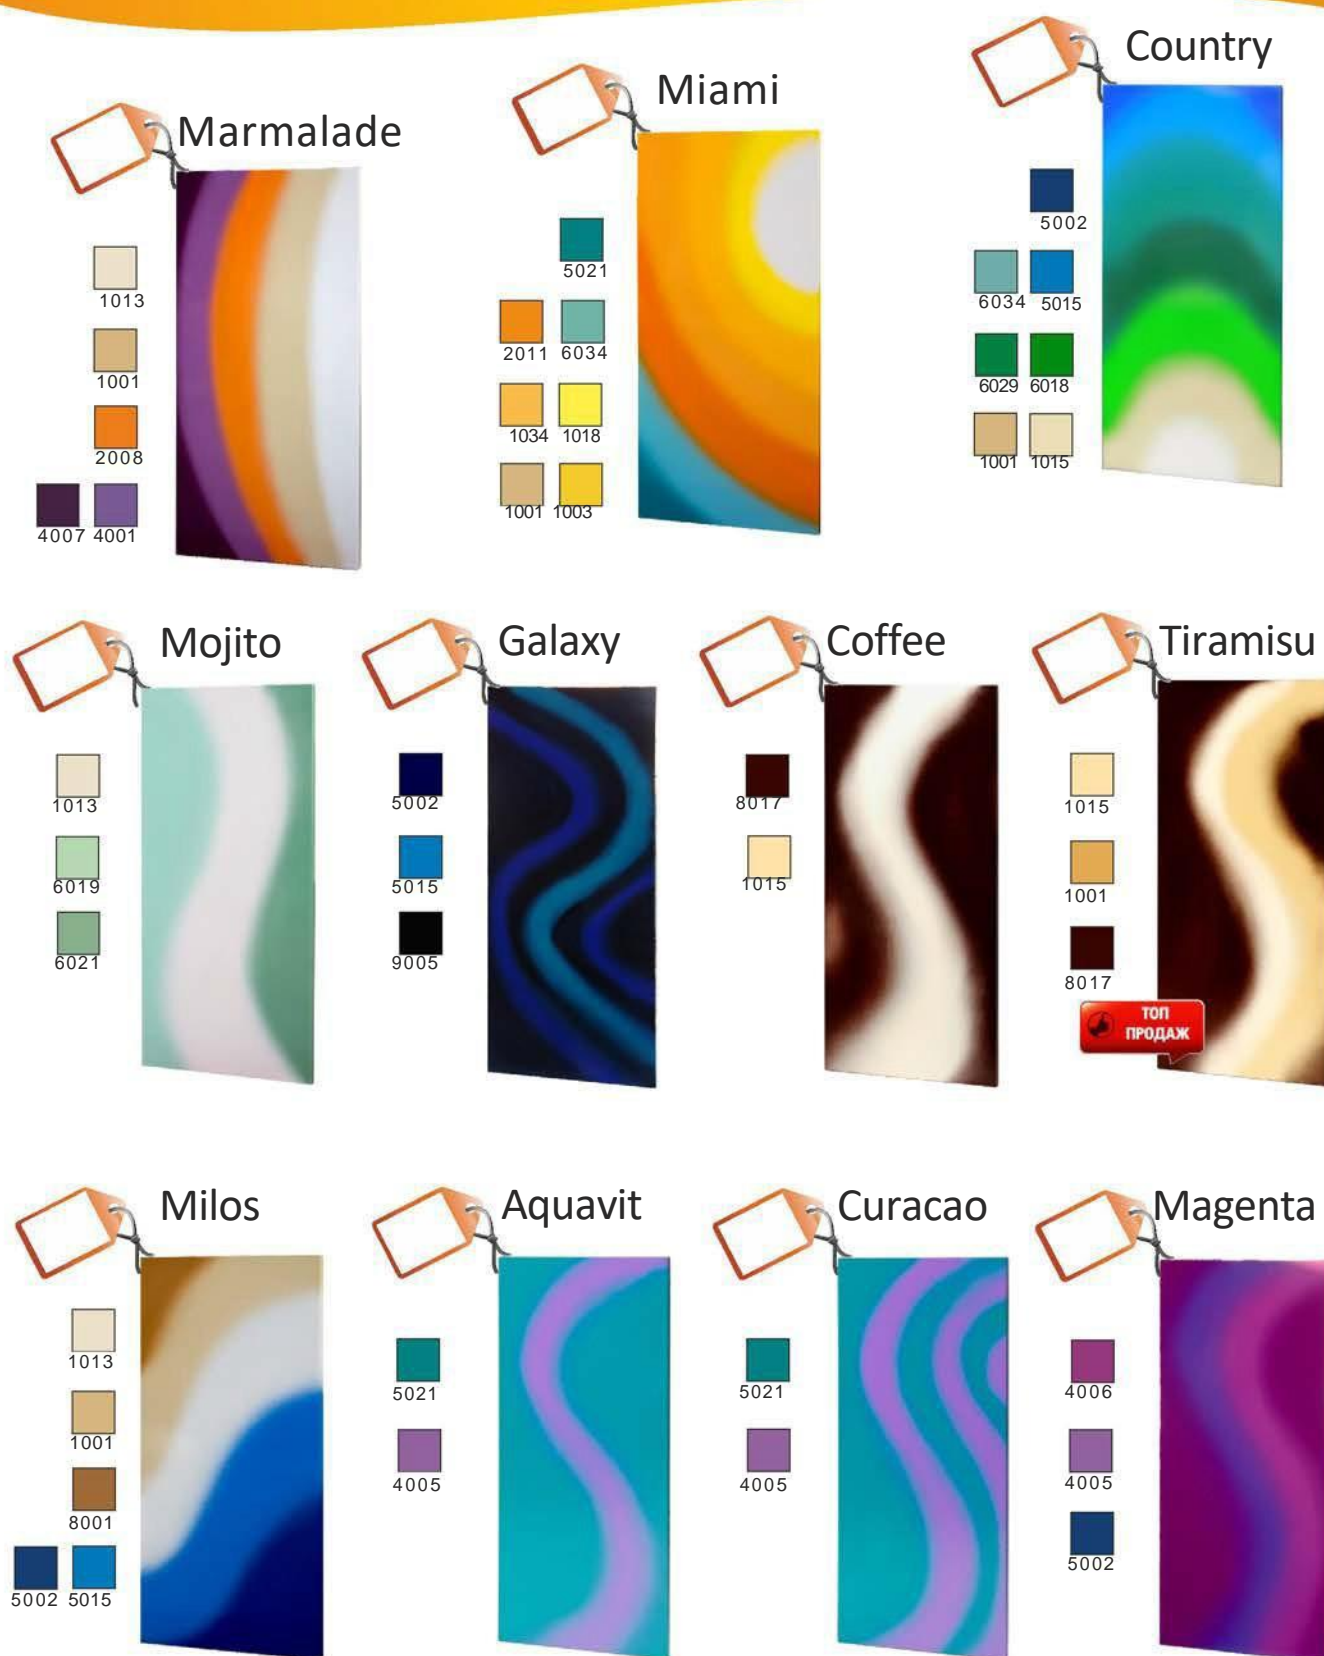 Marmalade
1013
1001
2008
4007 4001
Miami
5021
2011 6034
1034 1018
1001 1003
Country
5002
6034 5015
6029 6018
1001 1015
Mojito
1013
6019
6021
Galaxy
5002
5015
9005
Coffee
8017
1015
Tiramisu
1015
1001
8017
ТОП
ПРОДАЖ
Milos
1013
1001
8001
5002 5015
Aquavit
5021
4005
Curacao
5021
4005
Magenta
4006
4005
5002